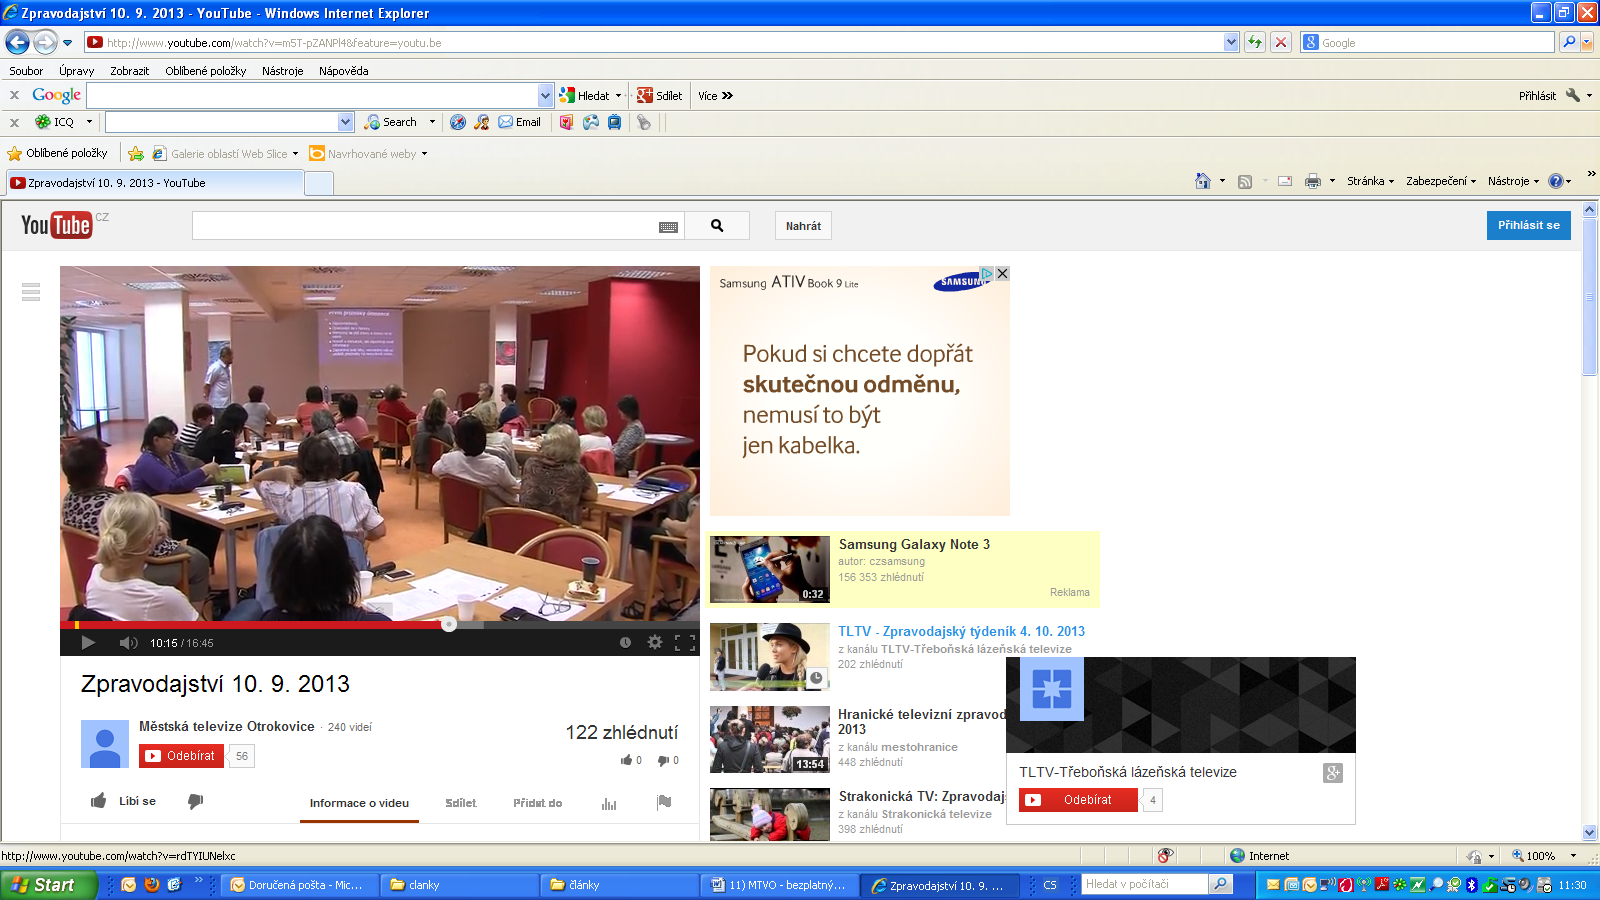 Zpravodajství 10. 9. 2013 - YouTube - Windows Internet Explorer
http://www.youtube.com/watch?v=m5T-pZANPl4&feature=youtu.be
Google
Soubor Úpravy Zobrazit Oblíbené položky Nástroje Nápověda
x Google Hledat Sdílet Více Přihlásit
x ICQ Search Email
Oblíbené položky Galerie oblastí Web Slice Navrhované weby
Zpravodajství 10. 9. 2013 - YouTube
Stránka Zabezpečení Nástroje
YouTube CZ
Nahrát
Přihlásit se
Samsung ATIV Book 9 Lite
SAMSUNG
Pokud si chcete dopřát
skutečnou odměnu,
nemusí to být
jen kabelka.
Samsung Galaxy Note 3
autor: czsamsung
156 353 zhlédnutí
Reklama
0:32
10:15 / 16:45
TLTV - Zpravodajský týdeník 4. 10. 2013
z kanálu TLTV-Třeboňská lázeňská televize
202 zhlédnutí
Zpravodajství 10. 9. 2013
Městská televize Otrokovice · 240 videí
Odebírat 56
122 zhlédnutí
0 0
Líbí se
Informace o videu Sdílet Přidat do
Hranické televizní zpravod
2013
z kanálu mestohranice
448 zhlédnutí
13:54
Strakonická TV: Zpravodaj
z kanálu Strakonická televize
398 zhlédnutí
TLTV-Třeboňská lázeňská televize
Odebírat 4
http://www.youtube.com/watch?v=rdTYIUNelxc
Internet
100%
Start
Doručená pošta - Mic...
clanky
články
11) MTVO - bezplatný...
Zpravodajství 10. 9. ...
CS
Hledat v počítači
11:30